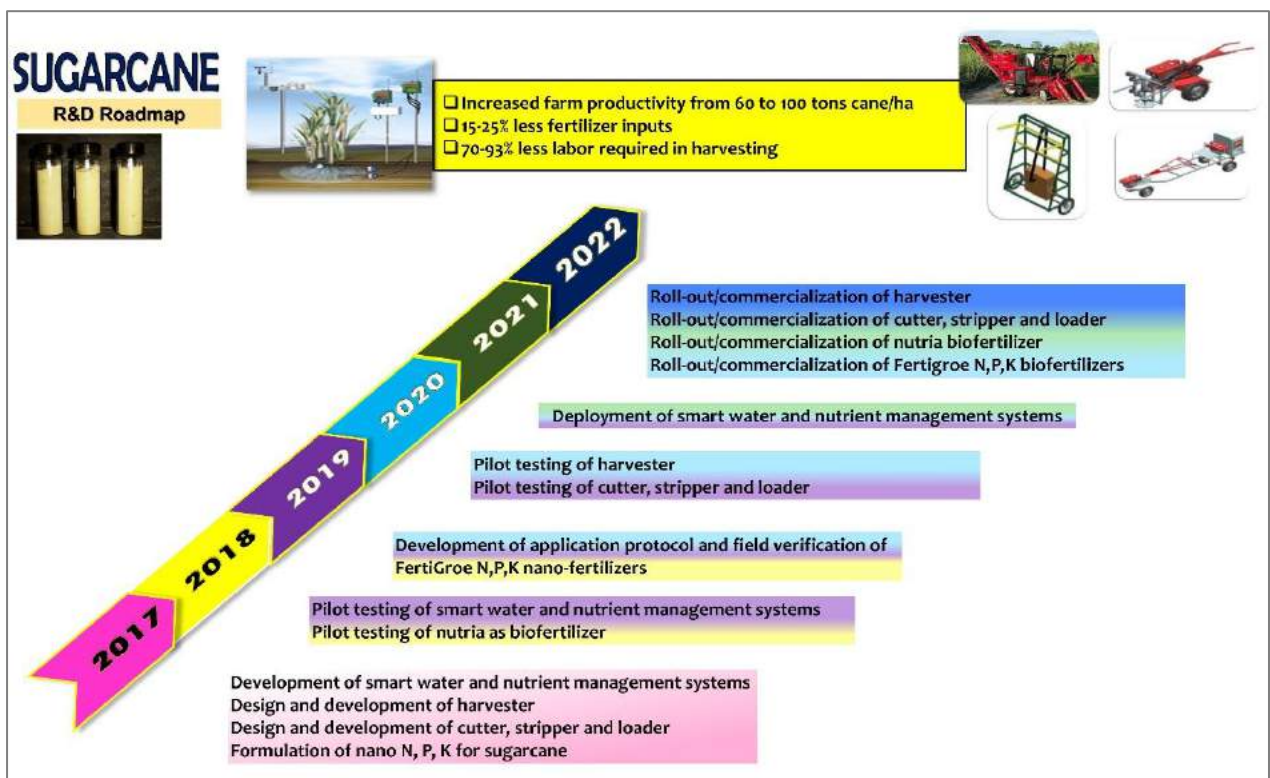 SUGARCANE
R&D Roadmap
❑Increased farm productivity from 60 to 100 tons cane/ha
❑15-25% less fertilizer inputs
❑70-93% less labor required in harvesting
2022
2021
2020
2019
2018
2017
Roll-out/commercialization of harvester
Roll-out/commercialization of cutter, stripper and loader
Roll-out/commercialization of nutria biofertilizer
Roll-out/commercialization of Fertigroe N,P,K biofertilizers
Deployment of smart water and nutrient management systems
Pilot testing of harvester
Pilot testing of cutter, stripper and loader
Development of application protocol and field verification of
FertiGroe N,P,K nano-fertilizers
Pilot testing of smart water and nutrient management systems
Pilot testing of nutria as biofertilizer
Development of smart water and nutrient management systems
Design and development of harvester
Design and development of cutter, stripper and loader
Formulation of nano N, P, K for sugarcane